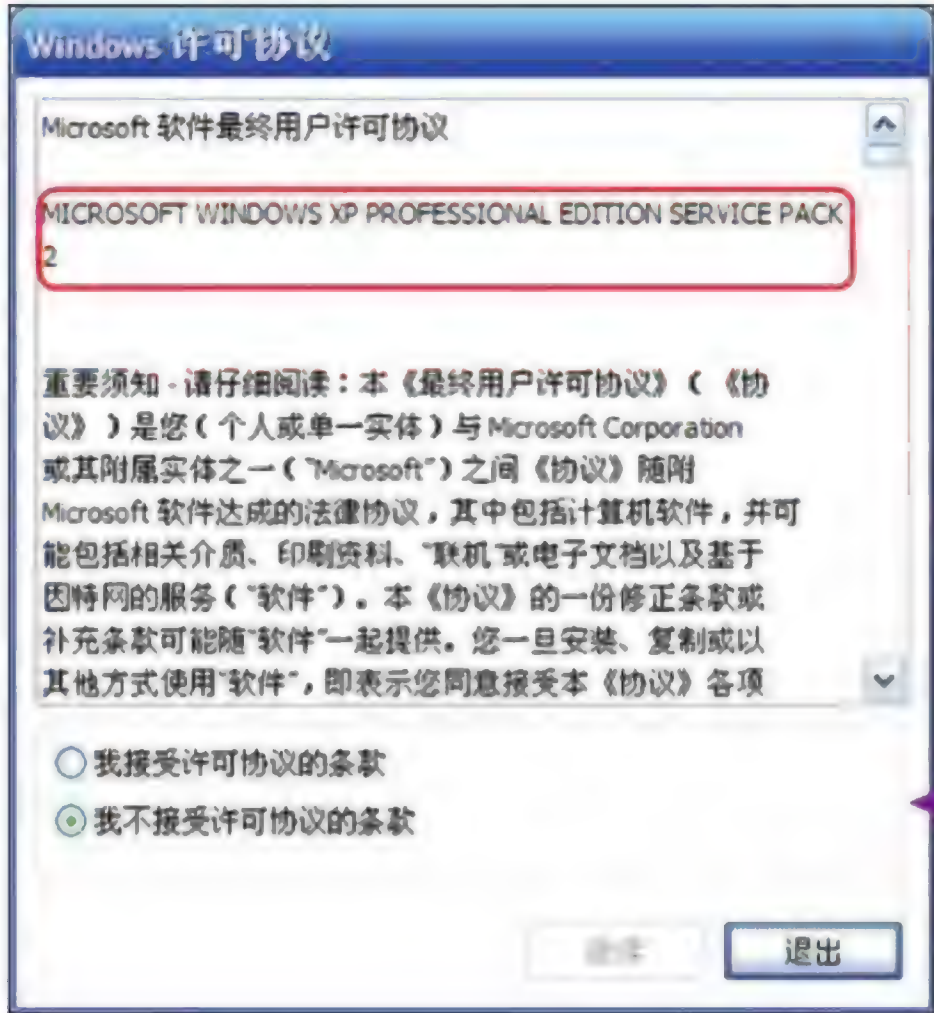 Windows 许可协议
Microsoft 软件最终用户许可协议
MICROSOFT WINDOWS XP PROFESSIONAL EDITION SERVICE PACK
2
重要须知 - 请仔细阅读：本《最终用户许可协议》（《协
议》）是您（个人或单一实体）与 Microsoft Corporation
或其附属实体之一（“Microsoft”）之间《协议》随附
Microsoft 软件达成的法律协议，其中包括计算机软件，并可
能包括相关介质、印刷资料、“联机”或电子文档以及基于
因特网的服务（“软件”）。本《协议》的一份修正条款或
补充条款可能随“软件”一起提供。您一旦安装、复制或以
其他方式使用“软件”，即表示您同意接受本《协议》各项
我接受许可协议的条款
我不接受许可协议的条款
退出